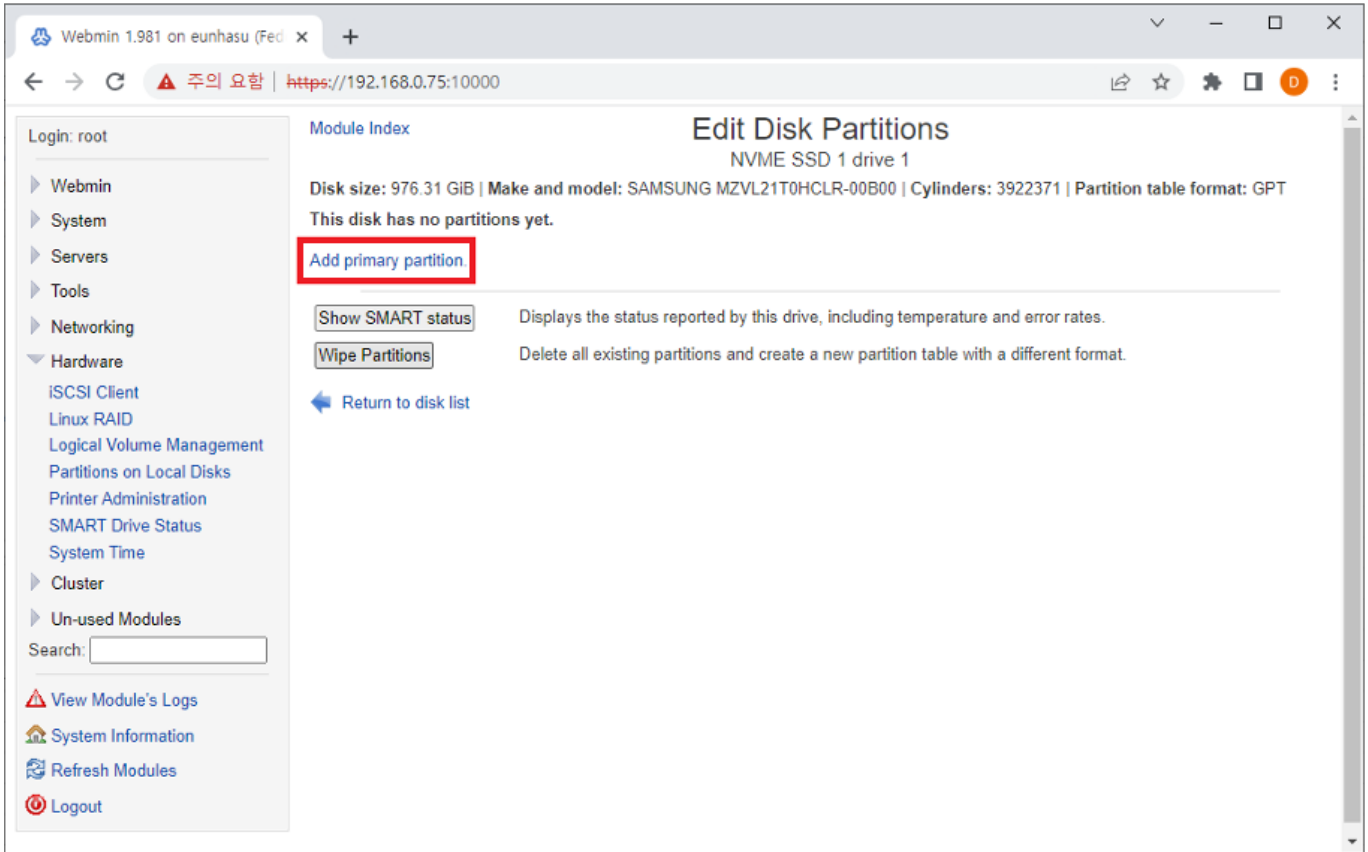 Webmin 1.981 on eunhasu (Fed
주의 요함 | https://192.168.0.75:10000
D
Login: root
Webmin
System
Servers
Tools
Networking
Hardware
iSCSI Client
Linux RAID
Logical Volume Management
Partitions on Local Disks
Printer Administration
SMART Drive Status
System Time
Cluster
Un-used Modules
Search:
View Module's Logs
System Information
Refresh Modules
Logout
Module Index
Edit Disk Partitions
NVME SSD 1 drive 1
Disk size: 976.31 GiB | Make and model: SAMSUNG MZVL21T0HCLR-00B00 | Cylinders: 3922371 | Partition table format: GPT
This disk has no partitions yet.
Add primary partition.
Show SMART status Displays the status reported by this drive, including temperature and error rates.
Wipe Partitions Delete all existing partitions and create a new partition table with a different format.
Return to disk list